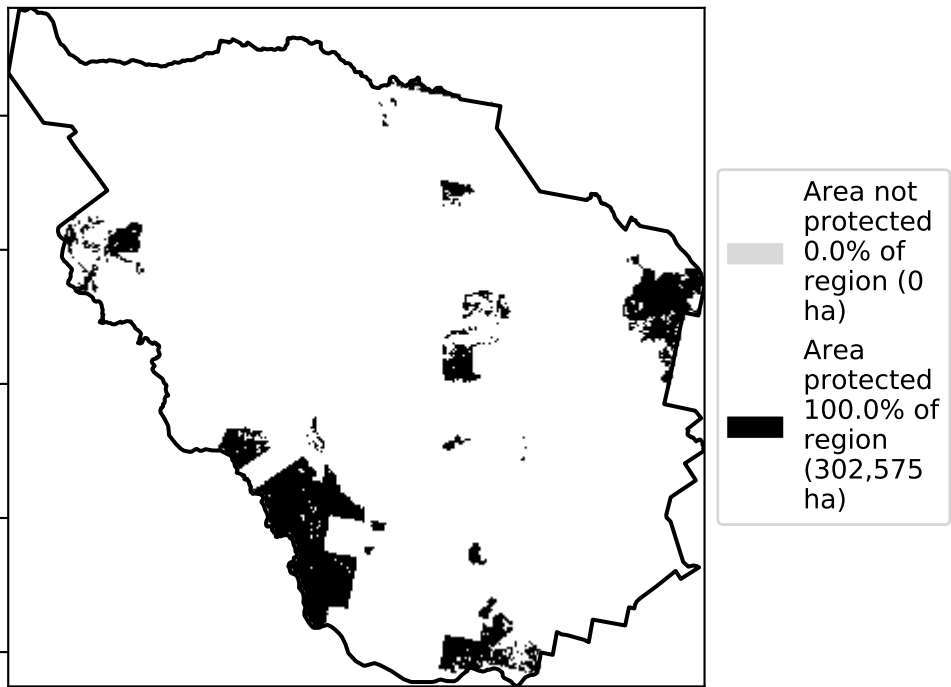 Area not
protected
0.0% of
region (0
ha)
Area
protected
100.0% of
region
(302,575
ha)